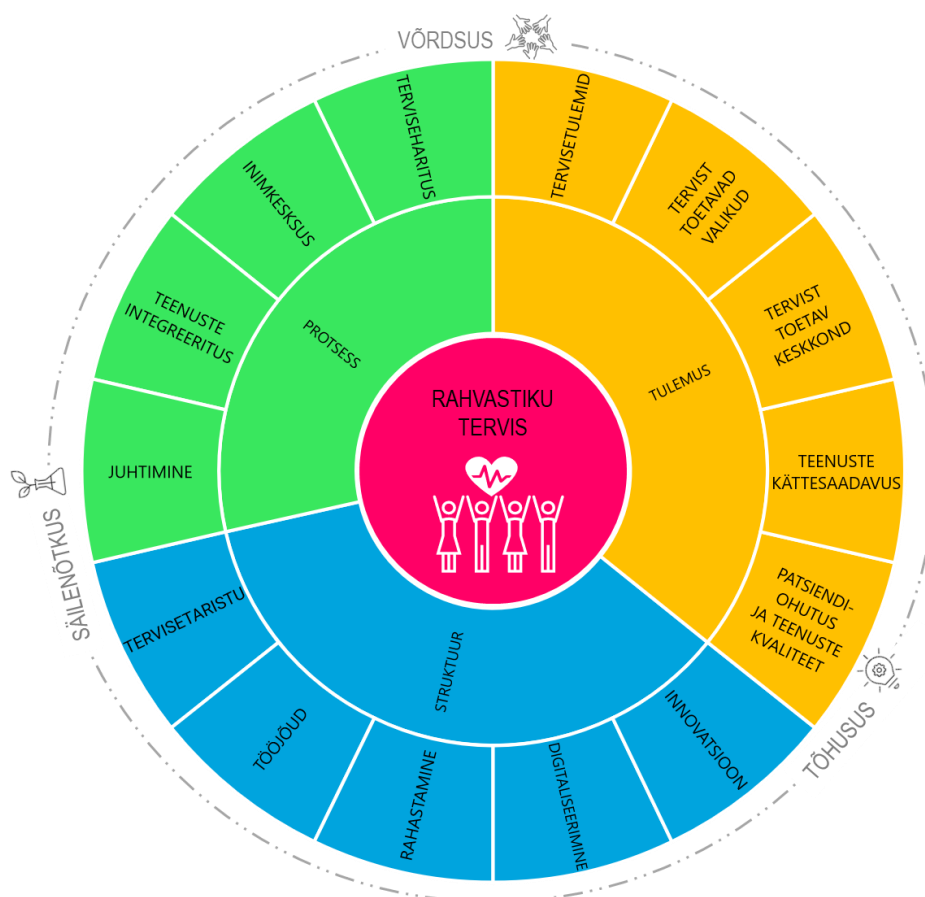 VÕRDSUS
TERVISEHARITUS
TERVISETULEMID
INIMKESKSUS
TERVIST
TOETAVAD
VALIKUD
TEENUSTE
INTEGREERITUS
TERVIST
TOETAV
KESKKOND
PROTSESS
TULEMUS
RAHVASTIKU
TERVIS
JUHTIMINE
TEENUSTE
KÄTTESAADAVUS
SÄILENÖTKUS
PATSIENDI-
OHUTUS
JA TEENUSTE
KVALITEET
TERVISETARISTU
STRUKTUUR
TÖÖJÕUD
RAHASTAMINE
DIGITALISEERIMINE
INNOVATSIOON
TÕHUSUS